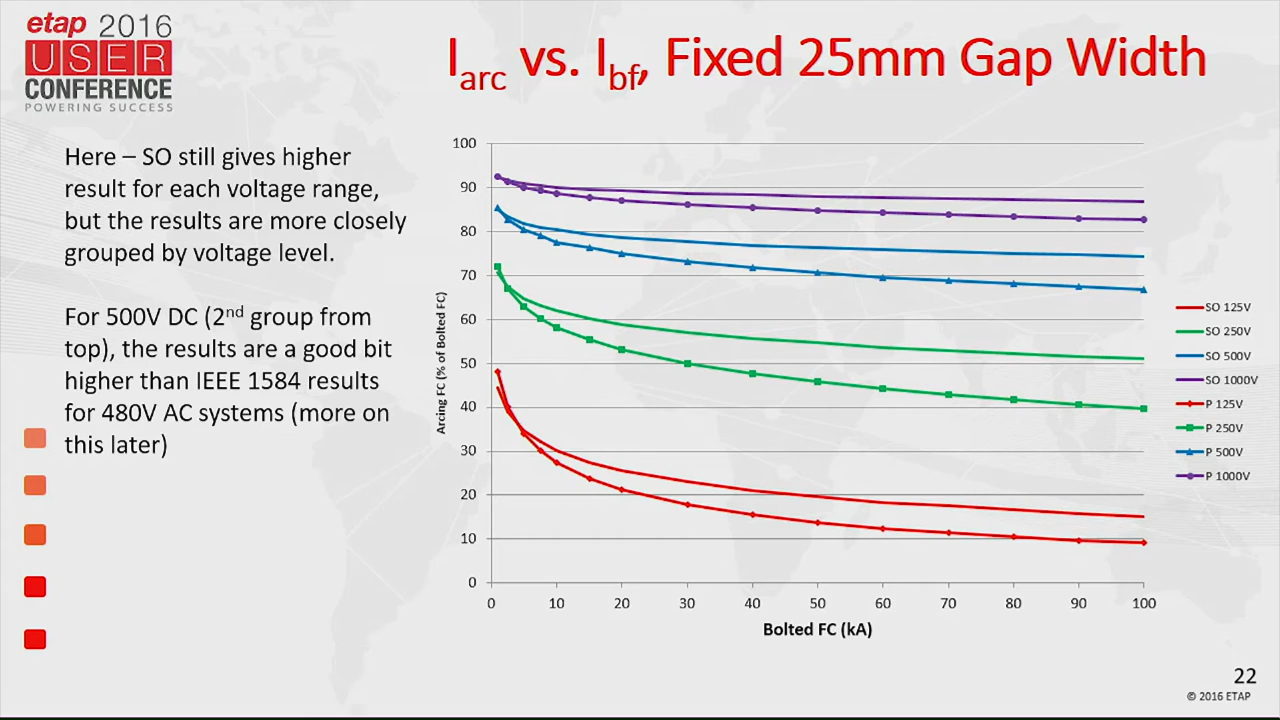 etap 2016
USER
CONFERENCE
POWERING SUCCESS
Iarc vs. Ibf, Fixed 25mm Gap Width
Here – SO still gives higher
result for each voltage range,
but the results are more closely
grouped by voltage level.
For 500V DC (2nd group from
top), the results are a good bit
higher than IEEE 1584 results
for 480V AC systems (more on
this later)
Arcing FC (% of Bolted FC)
100
90
80
70
60
50
40
30
20
10
0
0 10 20 30 40 50 60 70 80 90 100
Bolted FC (kA)
SO 125V
SO 250V
SO 500V
SO 1000V
P 125V
P 250V
P 500V
P 1000V
22
© 2016 ETAP